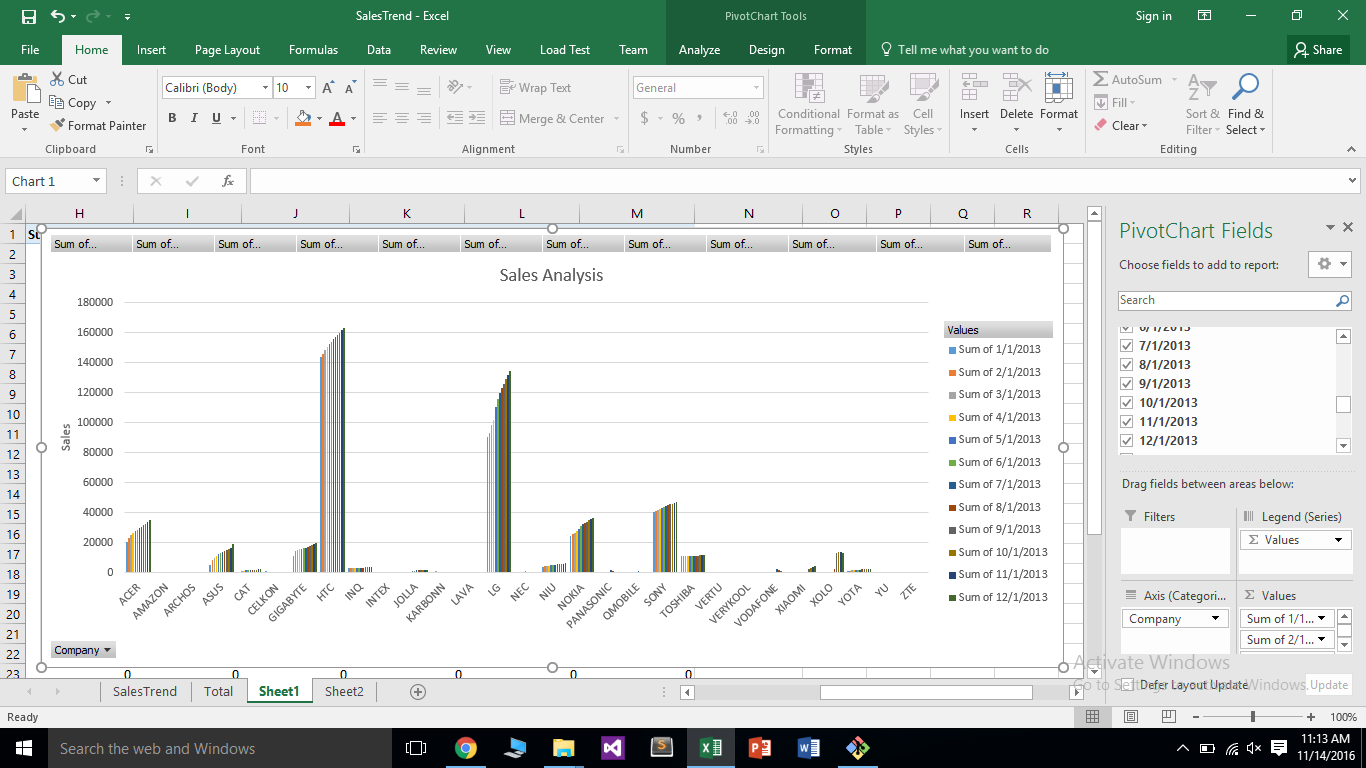 SalesTrend - Excel
PivotChart Tools
Sign in
File Home Insert Page Layout Formulas Data Review View Load Test Team Analyze Design Format Tell me what you want to do Share
Paste
Cut
Copy
Format Painter
Clipboard
Calibri (Body) 10 A A
B I U A
Font
Wrap Text
Merge & Center
Alignment
General
$ % ,
Number
Conditional Formatting
Format as Table
Cell Styles
Styles
Insert Delete Format
Cells
AutoSum
Fill
Clear
Sort & Filter
Find & Select
Editing
Chart 1
fx
H I J K L M N O P Q R
1
2
3
4
5
6
7
8
9
10
11
12
13
14
15
16
17
18
19
20
21
22
23
Sum of... Sum of... Sum of... Sum of... Sum of... Sum of... Sum of... Sum of... Sum of... Sum of... Sum of... Sum of...
Sales Analysis
Sales
180000
160000
140000
120000
100000
80000
60000
40000
20000
0
ACER AMAZON ARCHOS ASUS CAT CELKON GIGABYTE HTC INQ INTEX JOLLA KARBONN LAVA LG NEC NIU NOKIA PANASONIC QMOBILE SONY TOSHIBA VERTU VERYKOOL VODAFONE XIAOMI XOLO YOTA YU ZTE
Values
Sum of 1/1/2013
Sum of 2/1/2013
Sum of 3/1/2013
Sum of 4/1/2013
Sum of 5/1/2013
Sum of 6/1/2013
Sum of 7/1/2013
Sum of 8/1/2013
Sum of 9/1/2013
Sum of 10/1/2013
Sum of 11/1/2013
Sum of 12/1/2013
Company
0 0 0 0 0 0
PivotChart Fields
Choose fields to add to report:
Search
6/1/2013
7/1/2013
8/1/2013
9/1/2013
10/1/2013
11/1/2013
12/1/2013
Drag fields between areas below:
Filters
Legend (Series)
Σ Values
Axis (Categori...
Company
Σ Values
Sum of 1/1...
Sum of 2/1...
Activate Windows
Go to Settings to activate Windows.
Defer Layout Update
Update
SalesTrend Total Sheet1 Sheet2
Ready
100%
Search the web and Windows
11:13 AM
11/14/2016